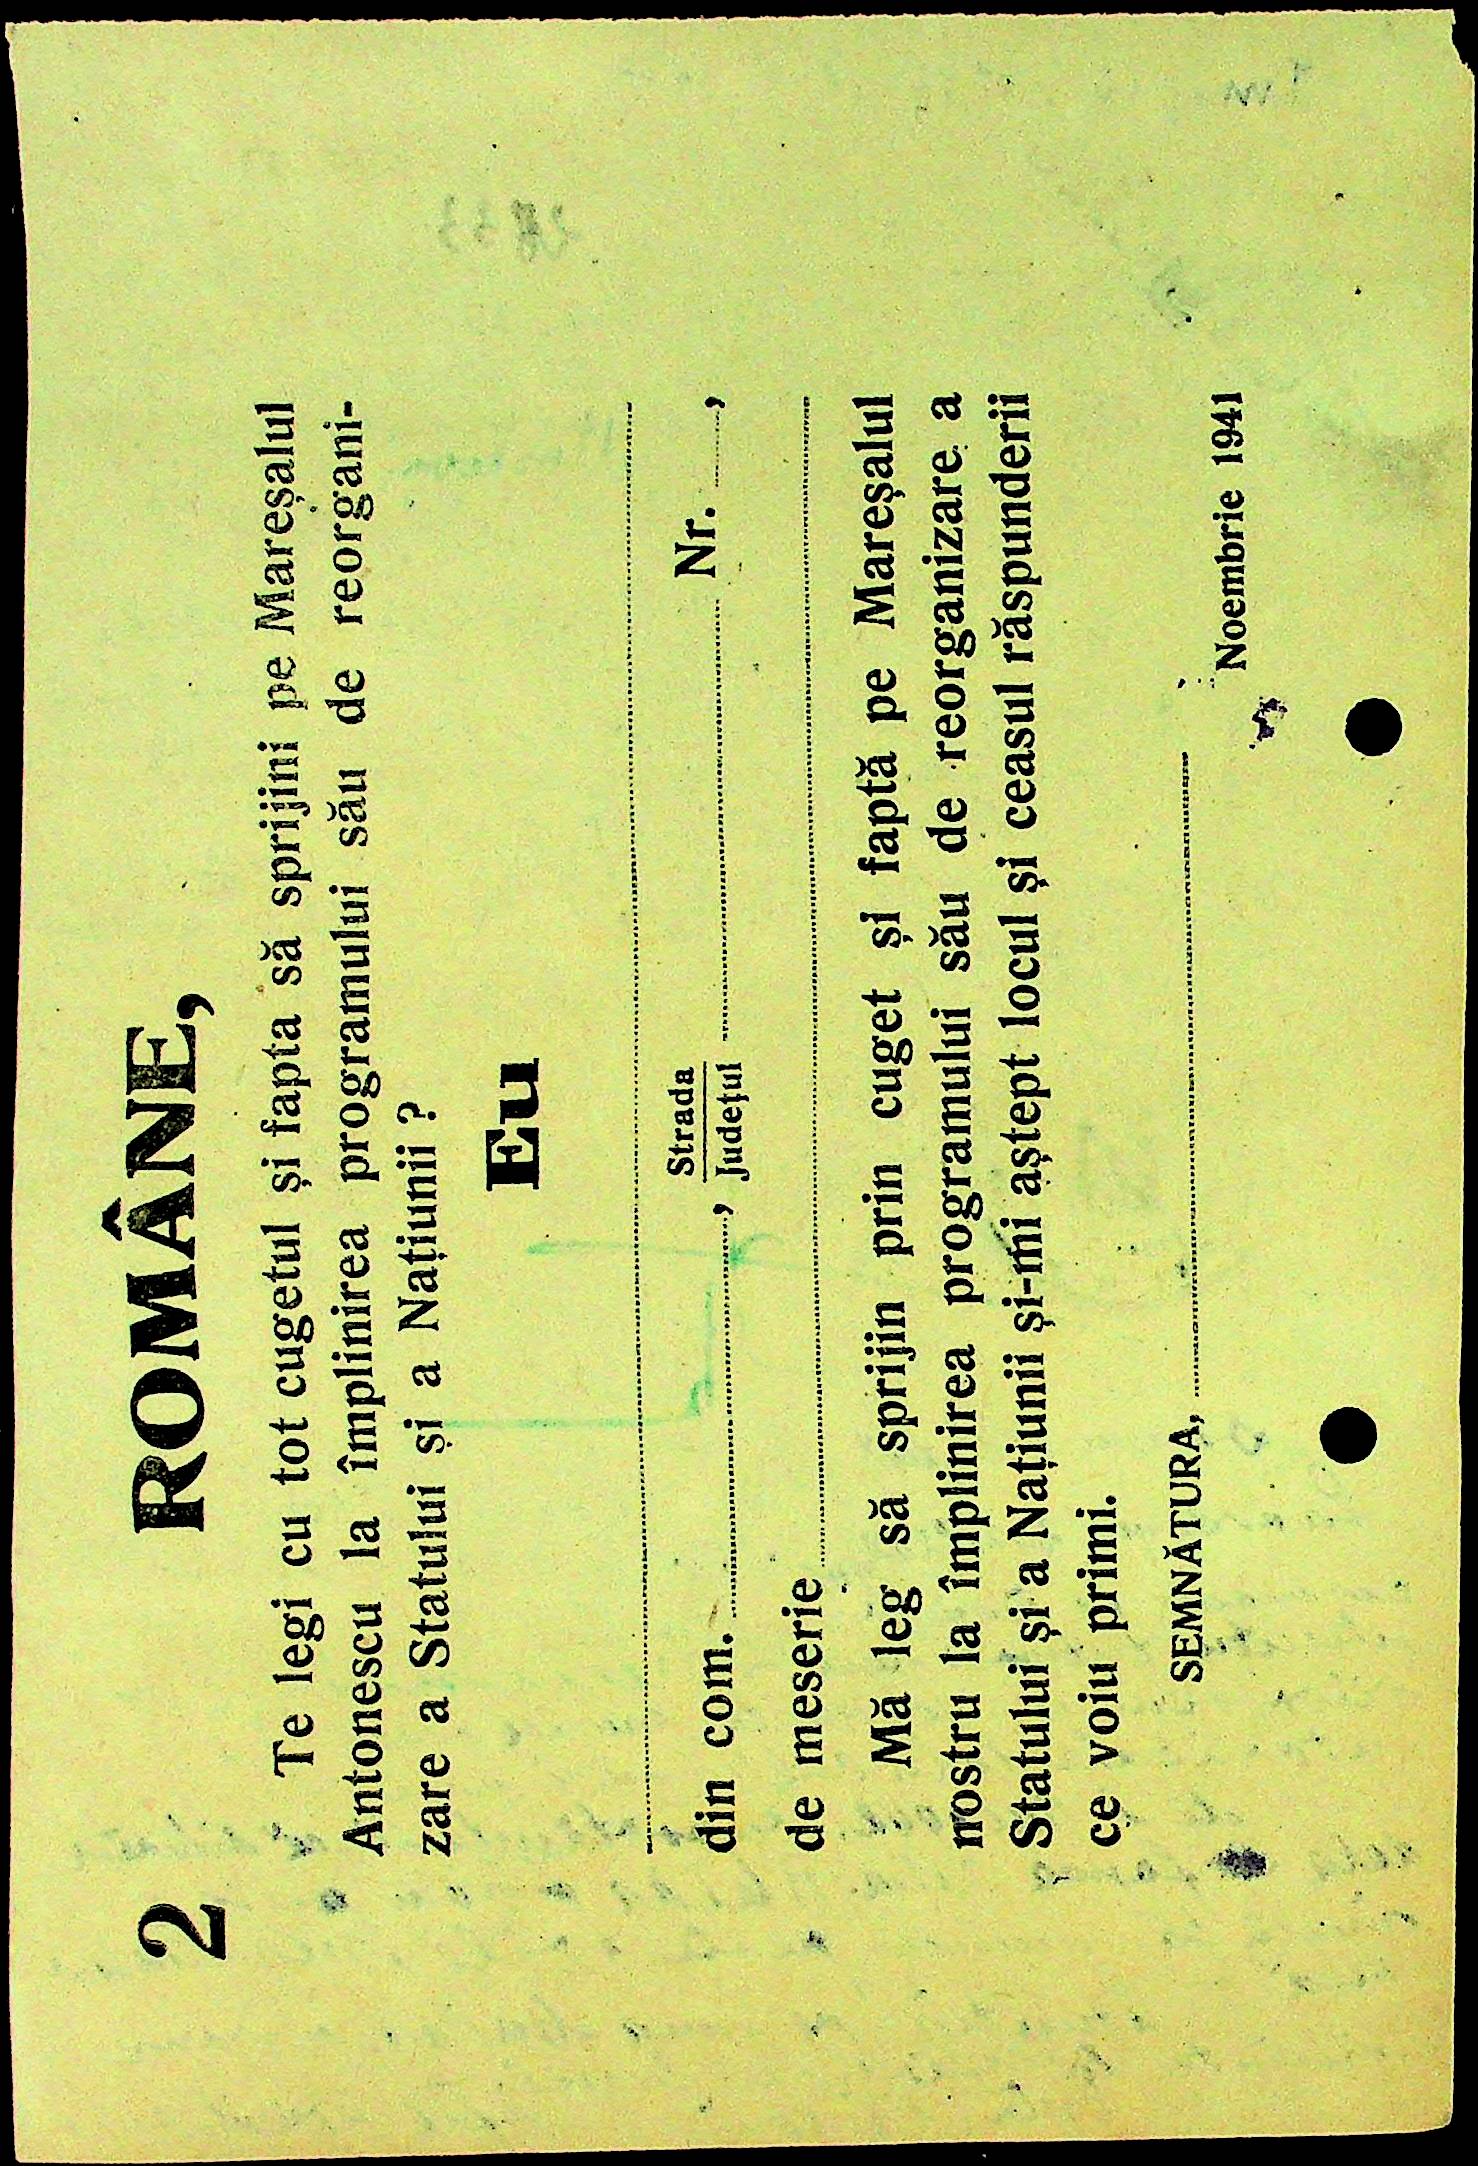 2
ROMÂNE,
Te legi cu tot cugetul și fapta să sprijini pe Mareșalul
Antonescu la împlinirea programului său de reorgani-
zare a Statului și a Națiunii ?
Eu
din com. , Strada Nr. ,
Județul
de meserie
Mă leg să sprijin prin cuget și faptă pe Mareșalul
nostru la împlinirea programului său de reorganizare a
Statului și a Națiunii și-mi aștept locul și ceasul răspunderii
ce voiu primi.
SEMNĂTURA,
Noembrie 1941